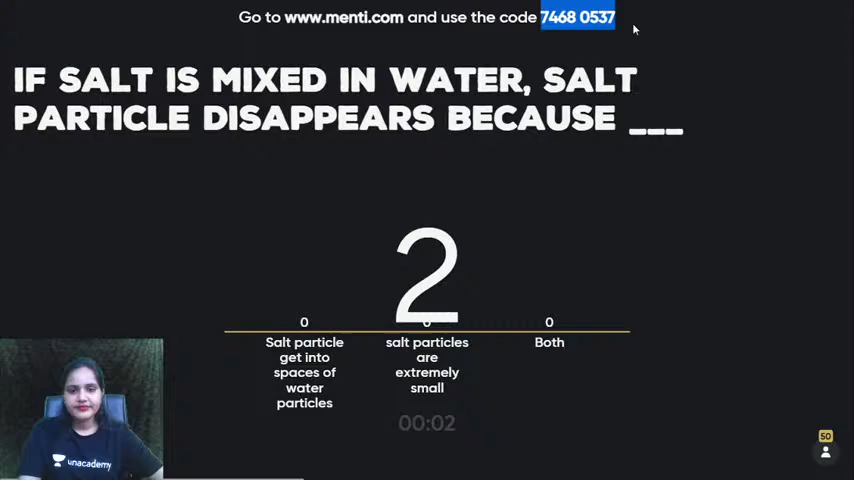 Go to www.menti.com and use the code 7468 0537
IF SALT IS MIXED IN WATER, SALT
PARTICLE DISAPPEARS BECAUSE ___
2
0
0
0
Salt particle
get into
spaces of
water
particles
salt particles
are
extremely
small
Both
00:02
unacademy
50